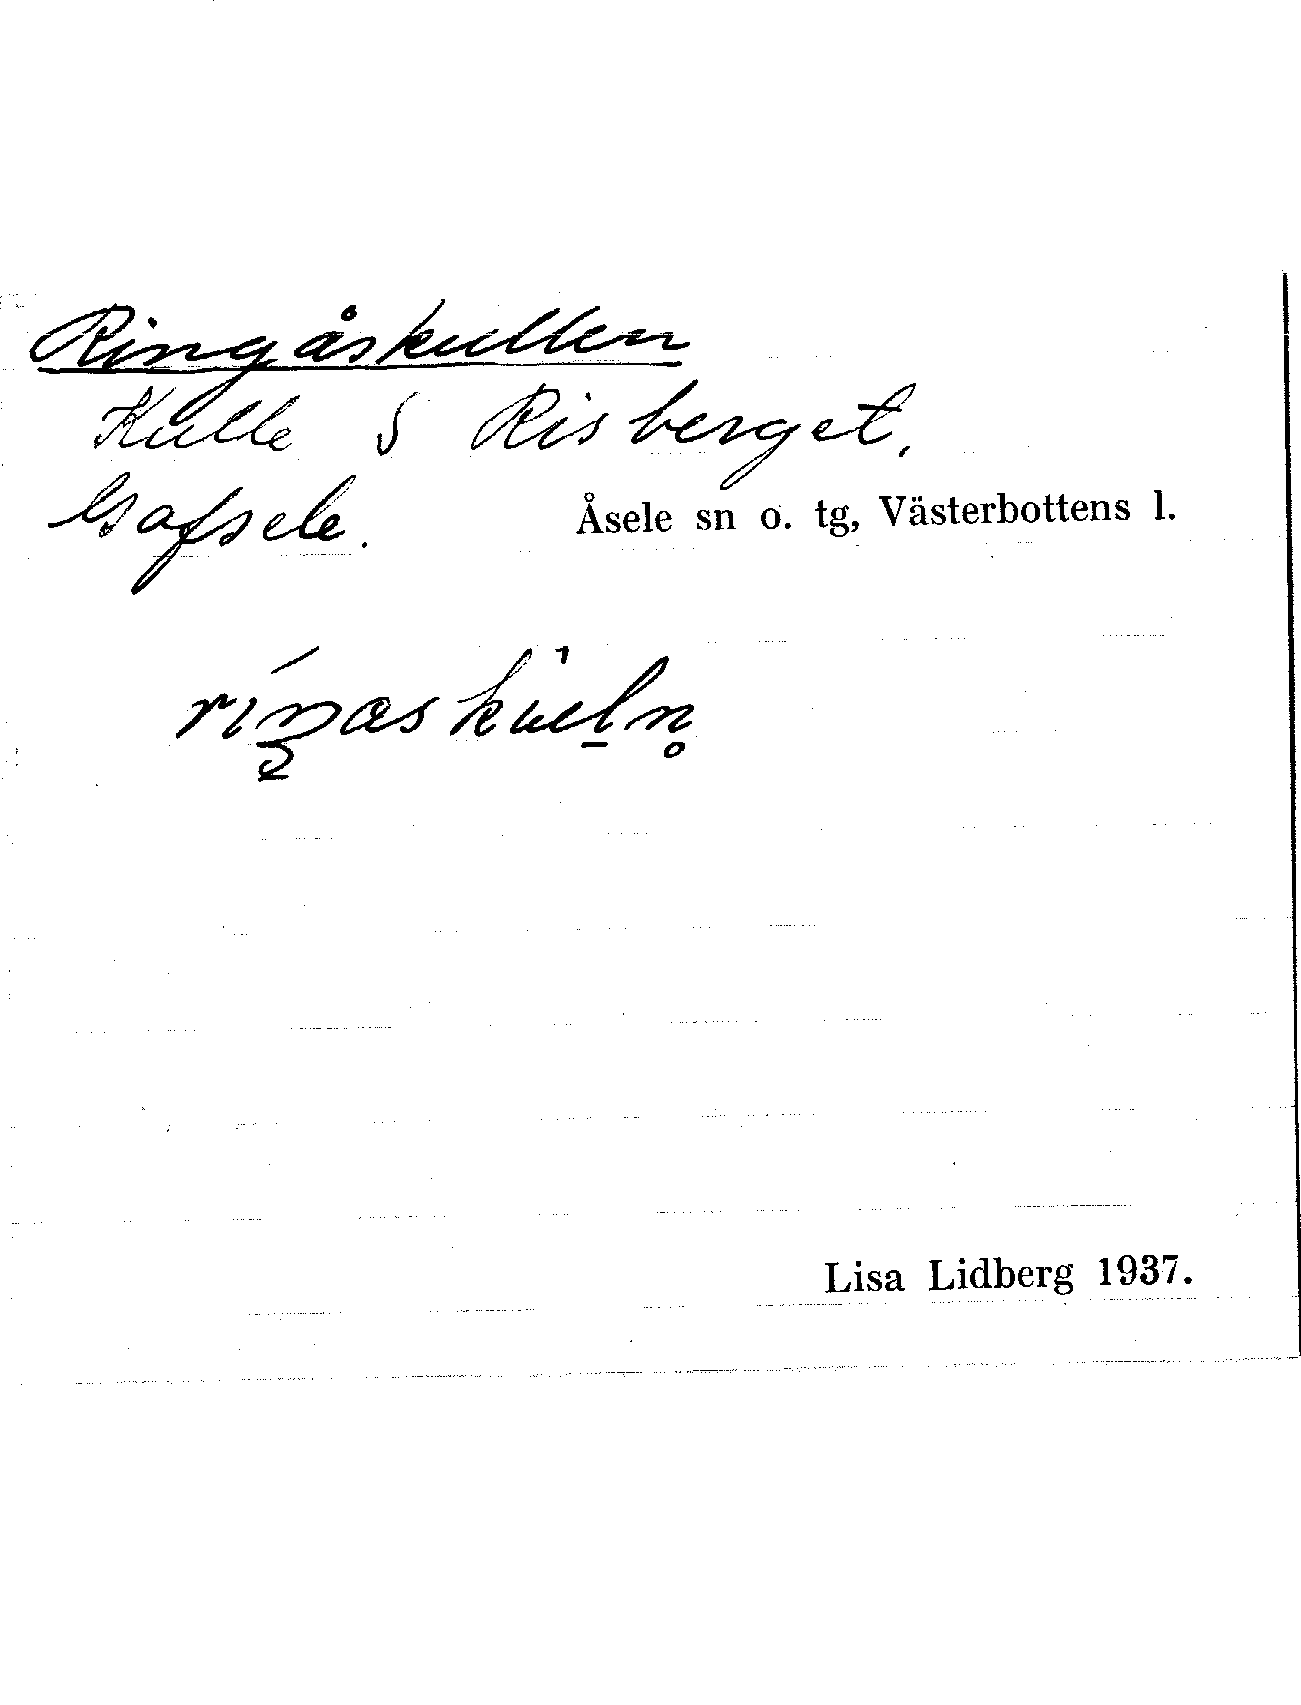 Ringåskullen
Kulle S Risberget.
Gafsele. Åsele sn o. tg, Västerbottens l.
Lisa Lidberg 1937.